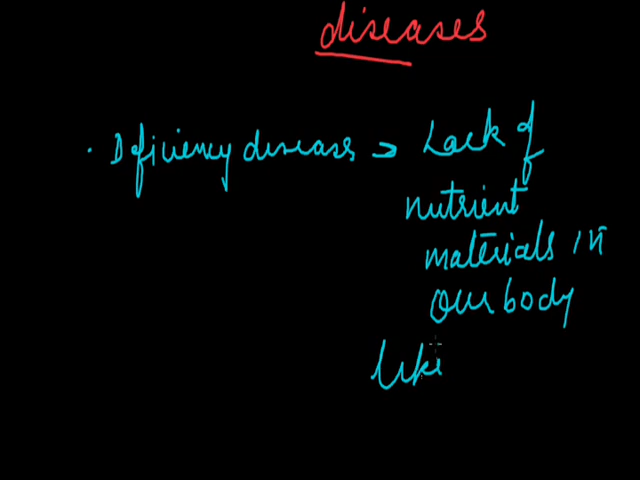 diseases
. Deficiency diseases > Lack of
nutrient
materials in
Our body
like